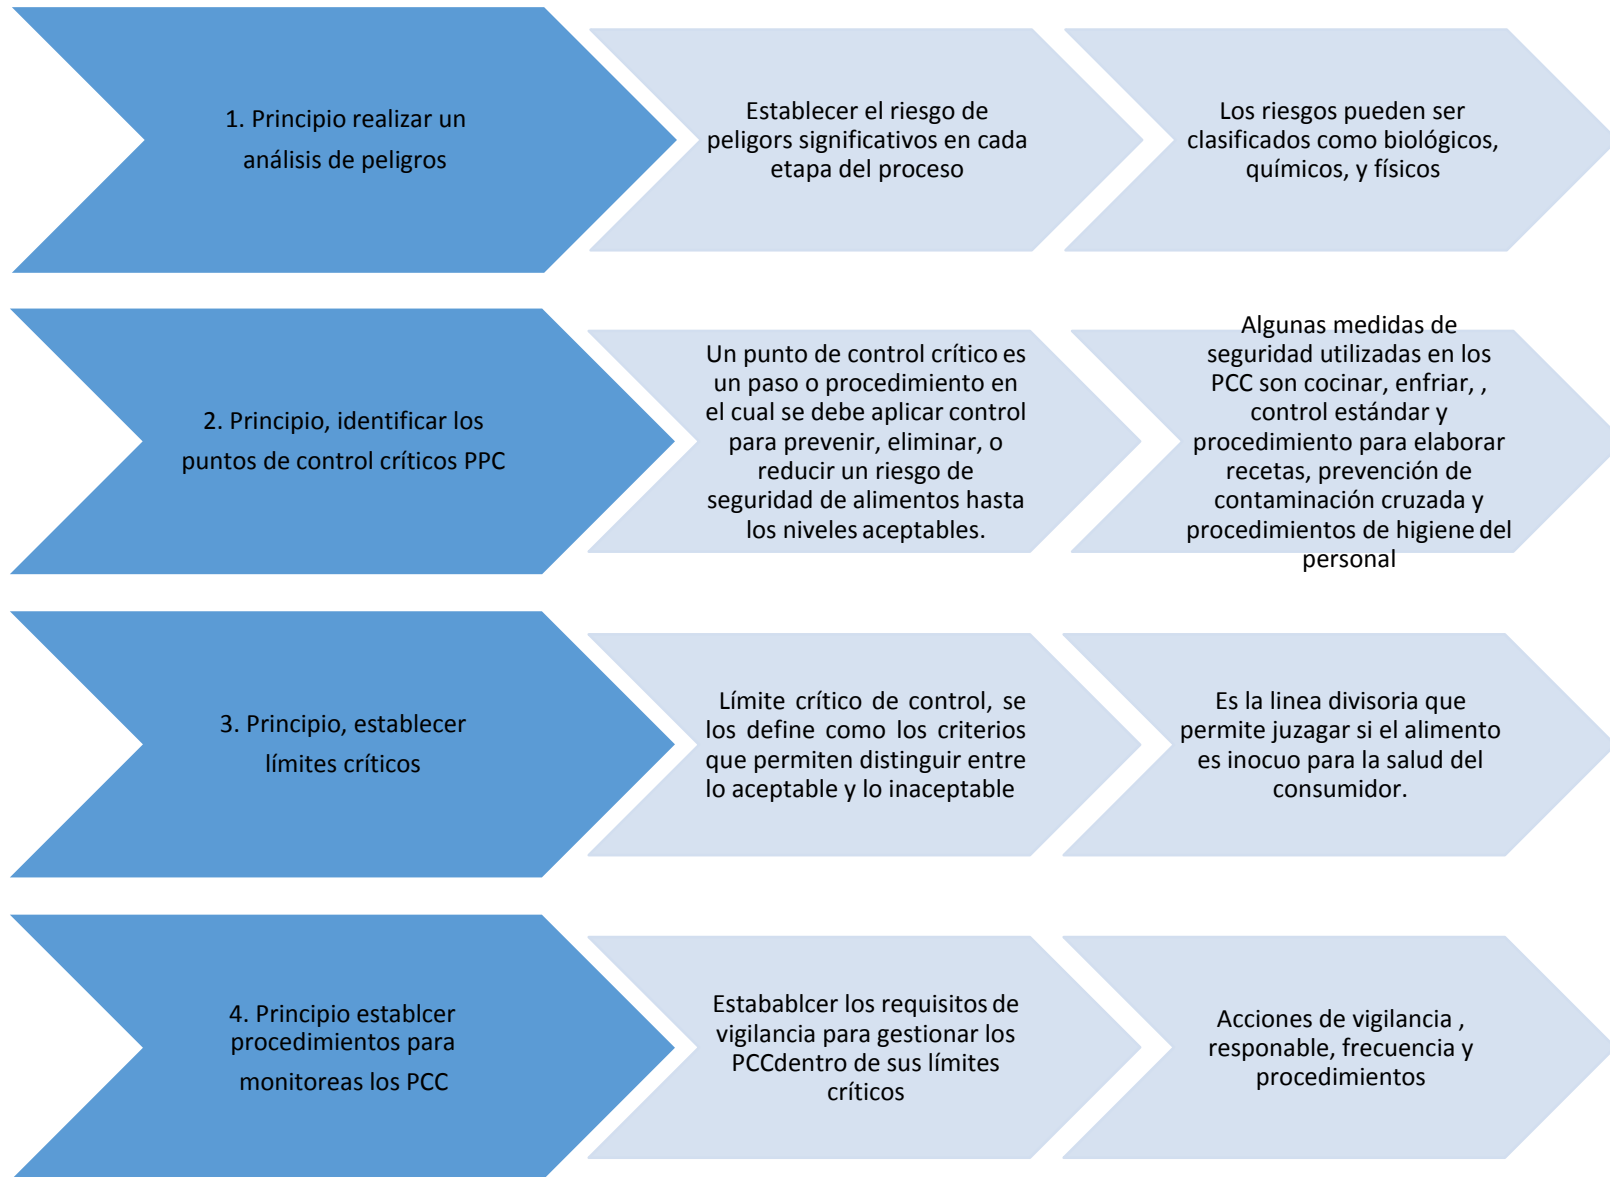 1. Principio realizar un
análisis de peligros
Establecer el riesgo de
peligors significativos en cada
etapa del proceso
Los riesgos pueden ser
clasificados como biológicos,
químicos, y físicos
2. Principio, identificar los
puntos de control críticos PPC
Un punto de control crítico es
un paso o procedimiento en
el cual se debe aplicar control
para prevenir, eliminar, o
reducir un riesgo de
seguridad de alimentos hasta
los niveles aceptables.
Algunas medidas de
seguridad utilizadas en los
PCC son cocinar, enfriar, ,
control estándar y
procedimiento para elaborar
recetas, prevención de
contaminación cruzada y
procedimientos de higiene del
personal
3. Principio, establecer
límites críticos
Límite crítico de control, se
los define como los criterios
que permiten distinguir entre
lo aceptable y lo inaceptable
Es la linea divisoria que
permite juzagar si el alimento
es inocuo para la salud del
consumidor.
4. Principio establcer
procedimientos para
monitoreas los PCC
Estabablcer los requisitos de
vigilancia para gestionar los
PCCdentro de sus límites
críticos
Acciones de vigilancia ,
responable, frecuencia y
procedimientos